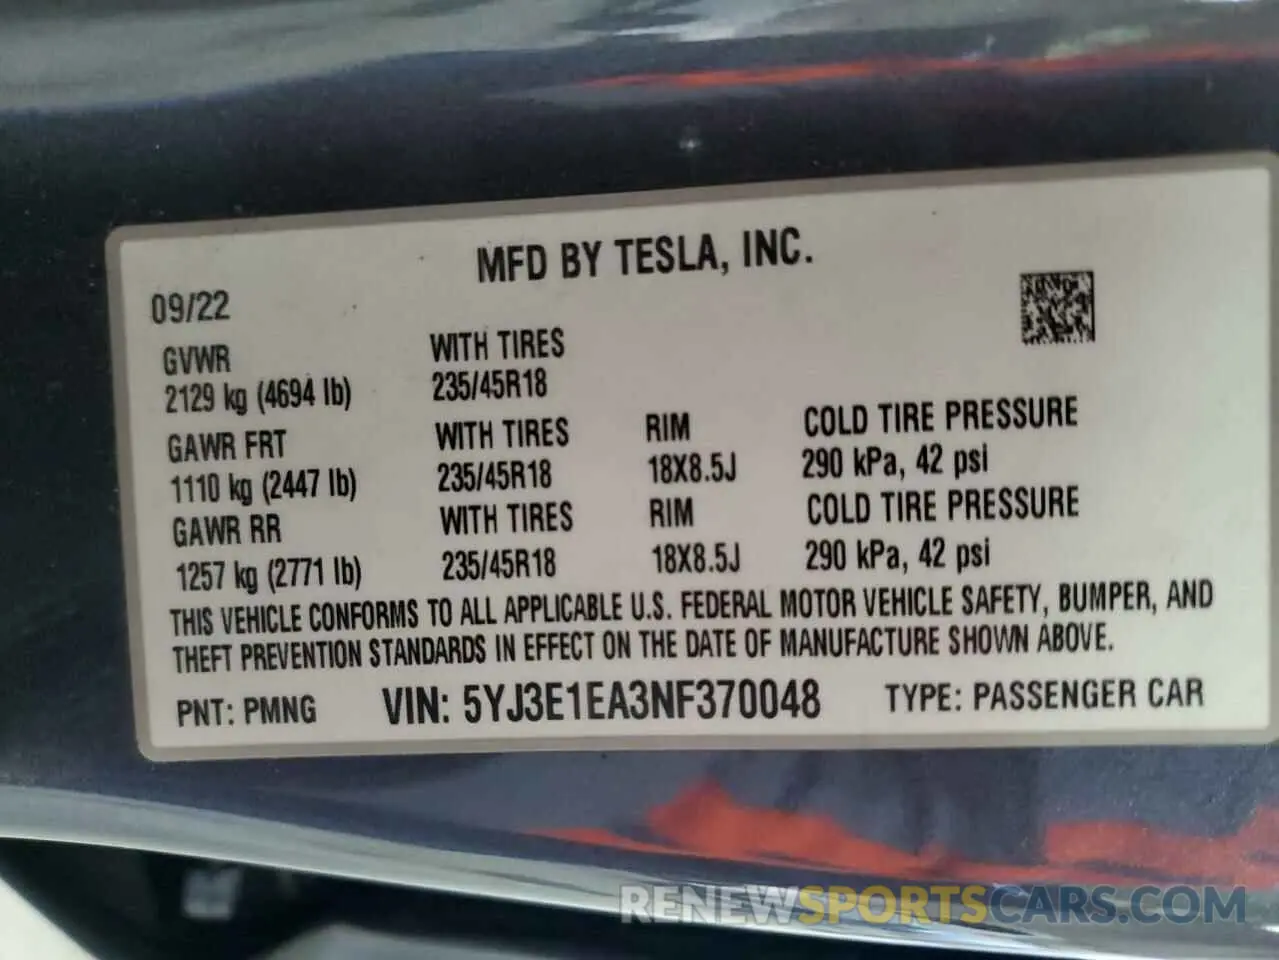 MFD BY TESLA, INC.
09/22
GVWR WITH TIRES
2129 kg (4694 lb) 235/45R18
GAWR FRT WITH TIRES RIM COLD TIRE PRESSURE
1110 kg (2447 lb) 235/45R18 18X8.5J 290 kPa, 42 psi
GAWR RR WITH TIRES RIM COLD TIRE PRESSURE
1257 kg (2771 lb) 235/45R18 18X8.5J 290 kPa, 42 psi
THIS VEHICLE CONFORMS TO ALL APPLICABLE U.S. FEDERAL MOTOR VEHICLE SAFETY, BUMPER, AND
THEFT PREVENTION STANDARDS IN EFFECT ON THE DATE OF MANUFACTURE SHOWN ABOVE.
PNT: PMNG VIN: 5YJ3E1EA3NF370048 TYPE: PASSENGER CAR
RENEWSPORTSCARS.COM